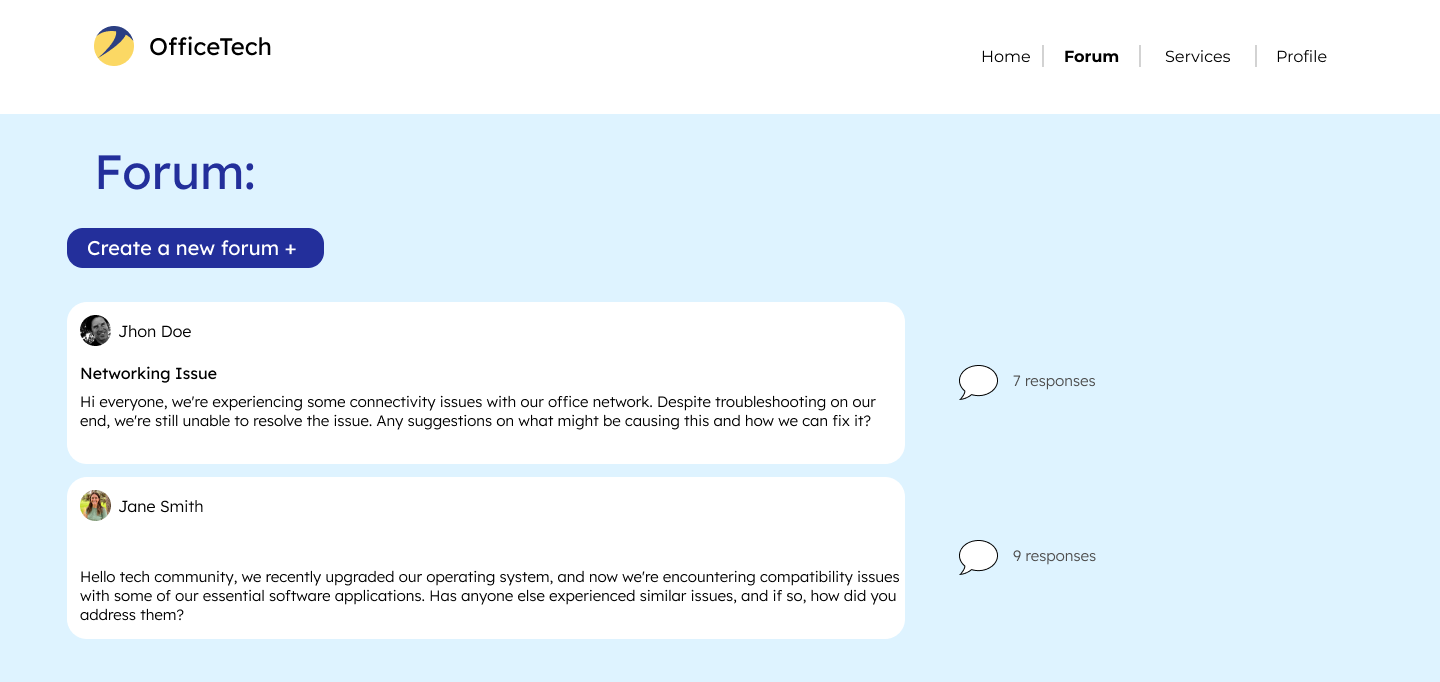 OfficeTech
Home
Forum
Services
Profile
Forum:
Create a new forum +
Jhon Doe
Networking Issue
Hi everyone, we're experiencing some connectivity issues with our office network. Despite troubleshooting on our
end, we're still unable to resolve the issue. Any suggestions on what might be causing this and how we can fix it?
7 responses
Jane Smith
Hello tech community, we recently upgraded our operating system, and now we're encountering compatibility issues
with some of our essential software applications. Has anyone else experienced similar issues, and if so, how did you
address them?
9 responses